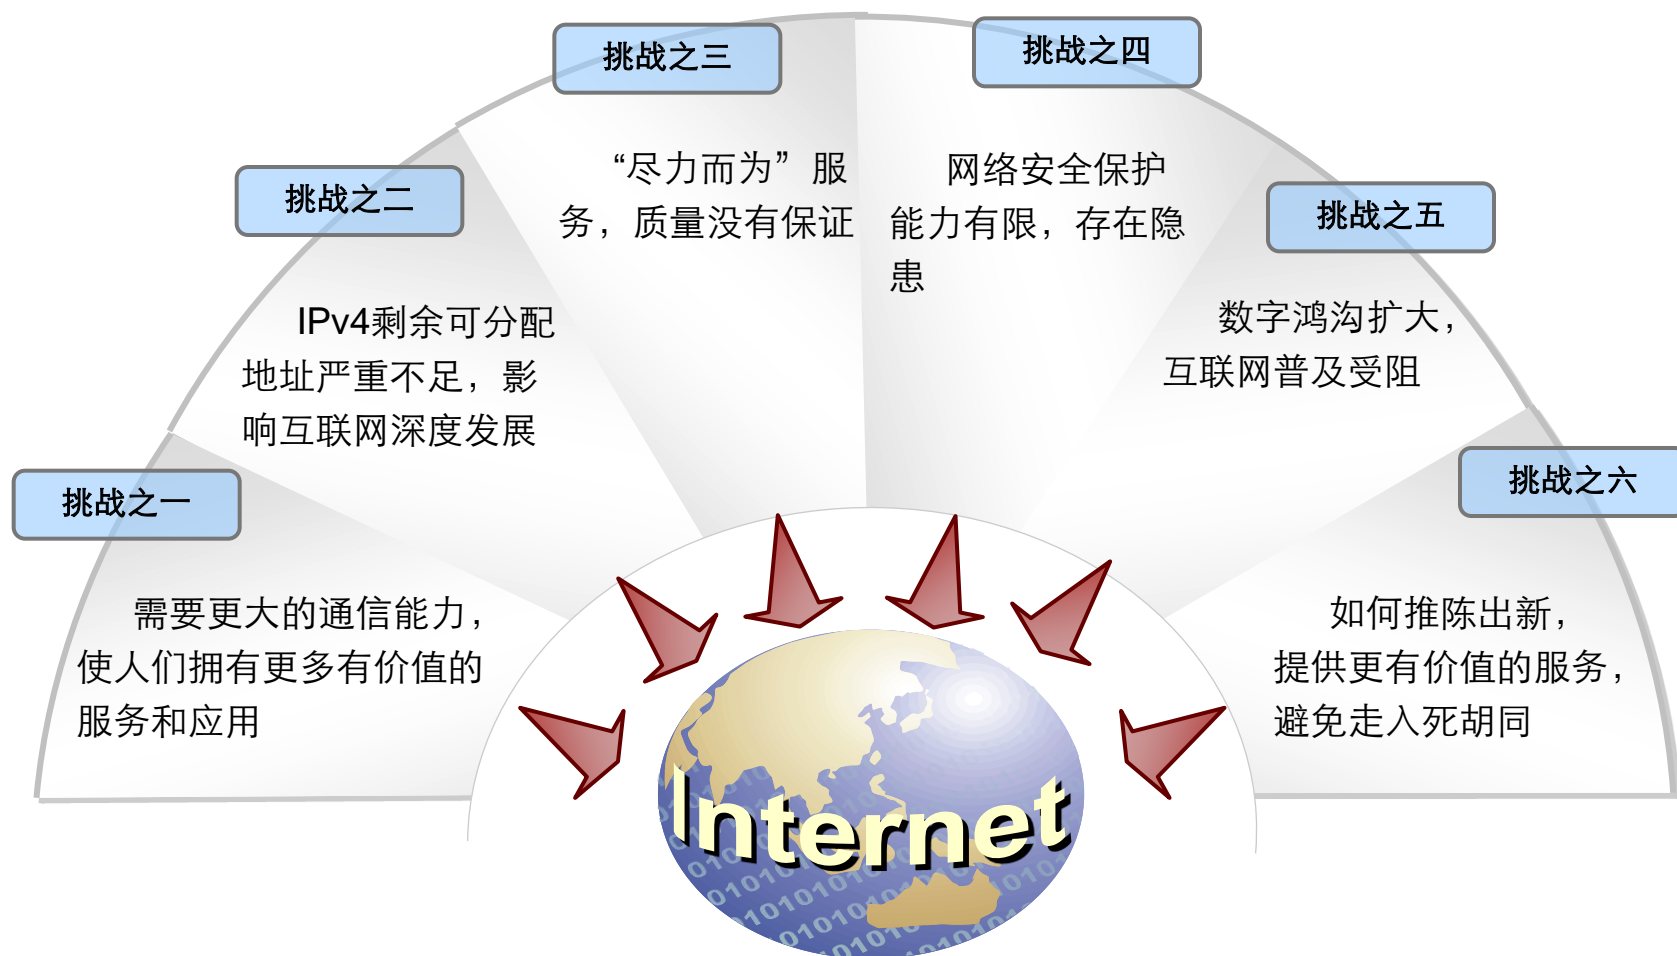 挑战之一
需要更大的通信能力，
使人们拥有更多有价值的
服务和应用
挑战之二
IPv4剩余可分配
地址严重不足，影
响互联网深度发展
挑战之三
“尽力而为”服
务，质量没有保证
挑战之四
网络安全保护
能力有限，存在隐
患
挑战之五
数字鸿沟扩大，
互联网普及受阻
挑战之六
如何推陈出新，
提供更有价值的服务，
避免走入死胡同
Internet